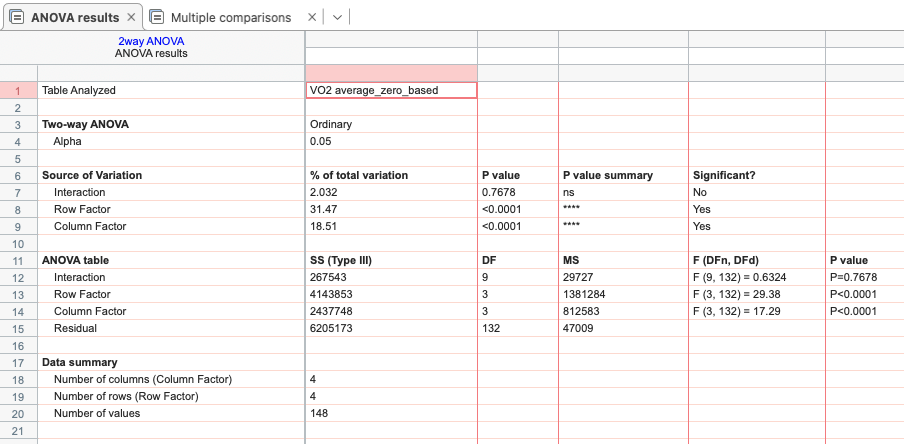 ANOVA results × Multiple comparisons ×
2way ANOVA
ANOVA results
1 Table Analyzed VO2 average_zero_based
2
3 Two-way ANOVA Ordinary
4 Alpha 0.05
5
6 Source of Variation % of total variation P value P value summary Significant?
7 Interaction 2.032 0.7678 ns No
8 Row Factor 31.47 <0.0001 **** Yes
9 Column Factor 18.51 <0.0001 **** Yes
10
11 ANOVA table SS (Type III) DF MS F (DFn, DFd) P value
12 Interaction 267543 9 29727 F (9, 132) = 0.6324 P=0.7678
13 Row Factor 4143853 3 1381284 F (3, 132) = 29.38 P<0.0001
14 Column Factor 2437748 3 812583 F (3, 132) = 17.29 P<0.0001
15 Residual 6205173 132 47009
16
17 Data summary
18 Number of columns (Column Factor) 4
19 Number of rows (Row Factor) 4
20 Number of values 148
21